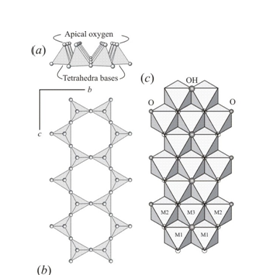 Apical oxygen
(a)
Tetrahedra bases
b
c
(b)
(c)
OH
O O
M2 M3 M2
M1 M1